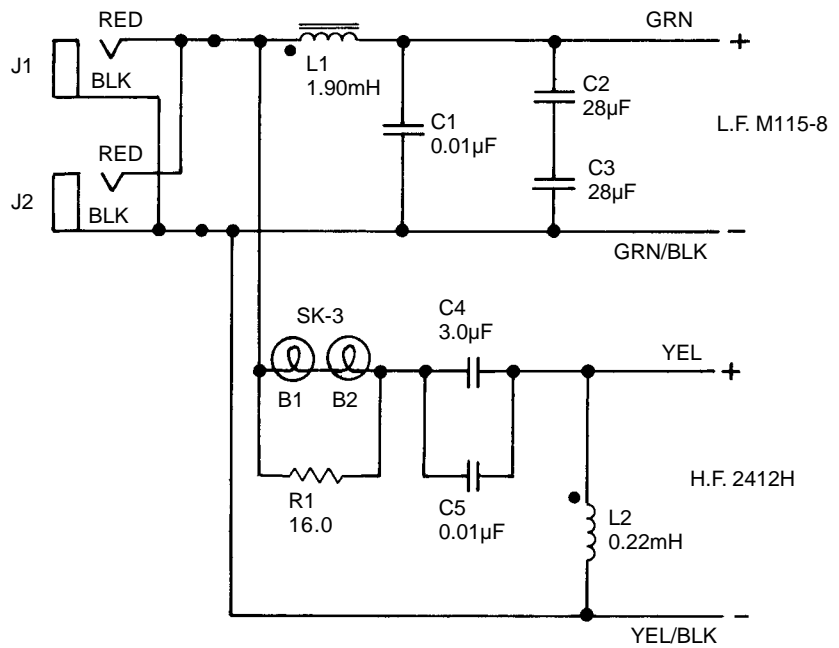 RED
GRN
+
J1
BLK
L1
1.90mH
C1
0.01µF
C2
28µF
L.F. M115-8
RED
C3
28µF
J2
BLK
–
GRN/BLK
SK-3
C4
3.0µF
YEL
+
B1
B2
R1
16.0
C5
0.01µF
H.F. 2412H
L2
0.22mH
–
YEL/BLK